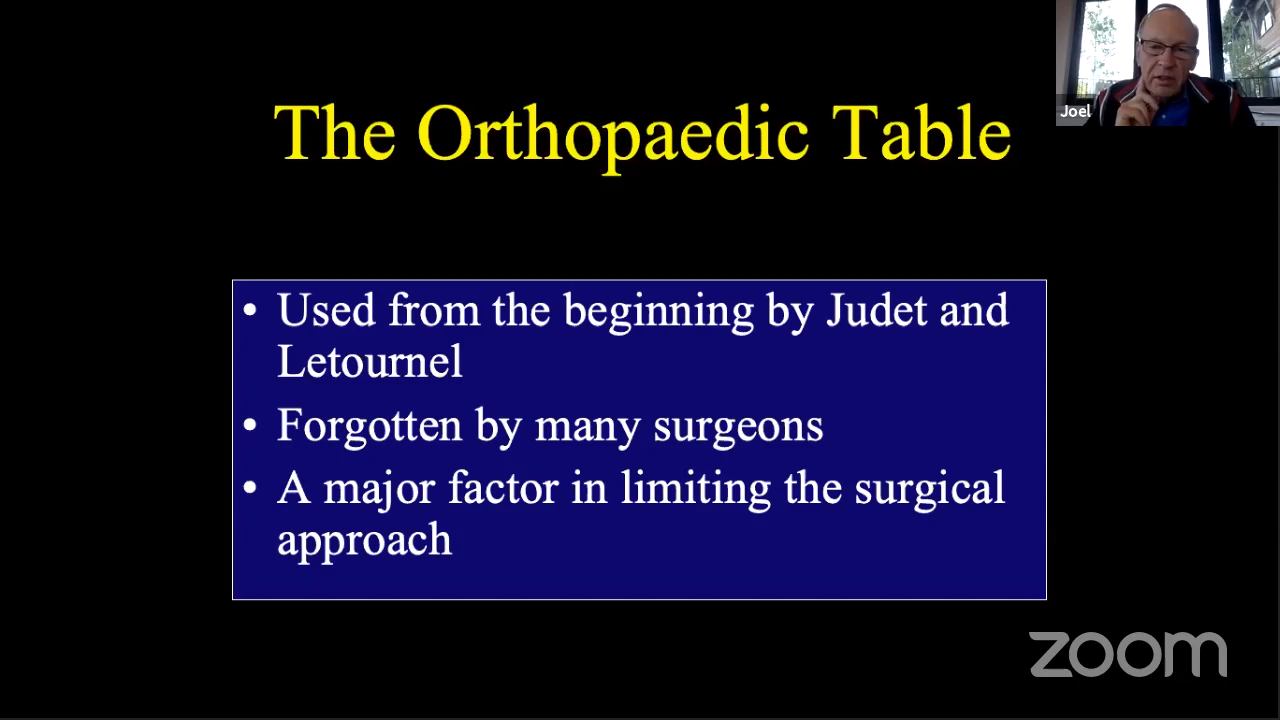 The Orthopaedic Table
Joel
• Used from the beginning by Judet and
Letournel
• Forgotten by many surgeons
• A major factor in limiting the surgical
approach
zoom